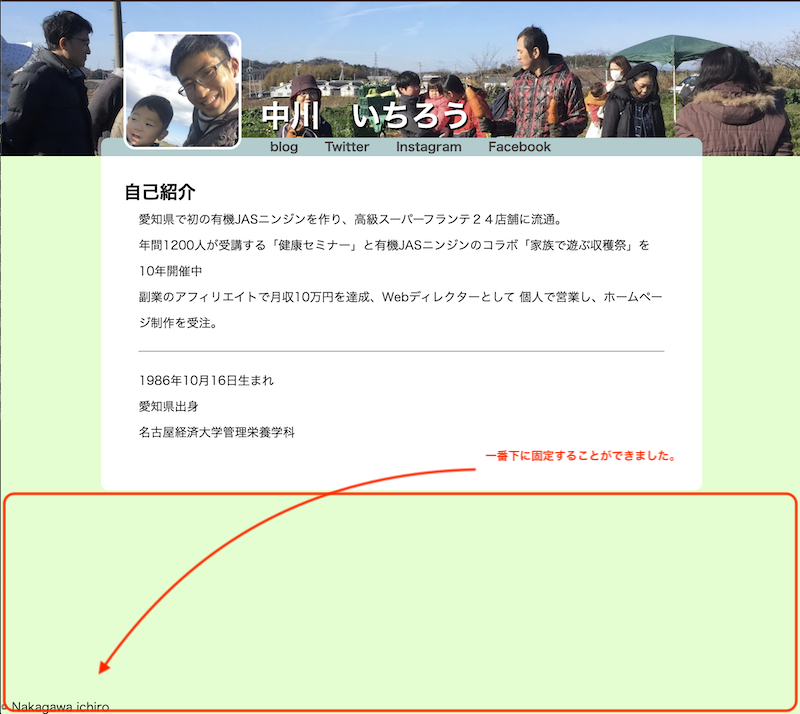 中川　いちろう
blog Twitter Instagram Facebook
自己紹介
愛知県で初の有機JASニンジンを作り、高級スーパーフランテ２４店舗に流通。
年間1200人が受講する「健康セミナー」と有機JASニンジンのコラボ「家族で遊ぶ収穫祭」を
10年開催中
副業のアフィリエイトで月収10万円を達成、Webディレクターとして 個人で営業し、ホームペー
ジ制作を受注。
1986年10月16日生まれ
愛知県出身
名古屋経済大学管理栄養学科
一番下に固定することができました。
© Nakagawa ichiro